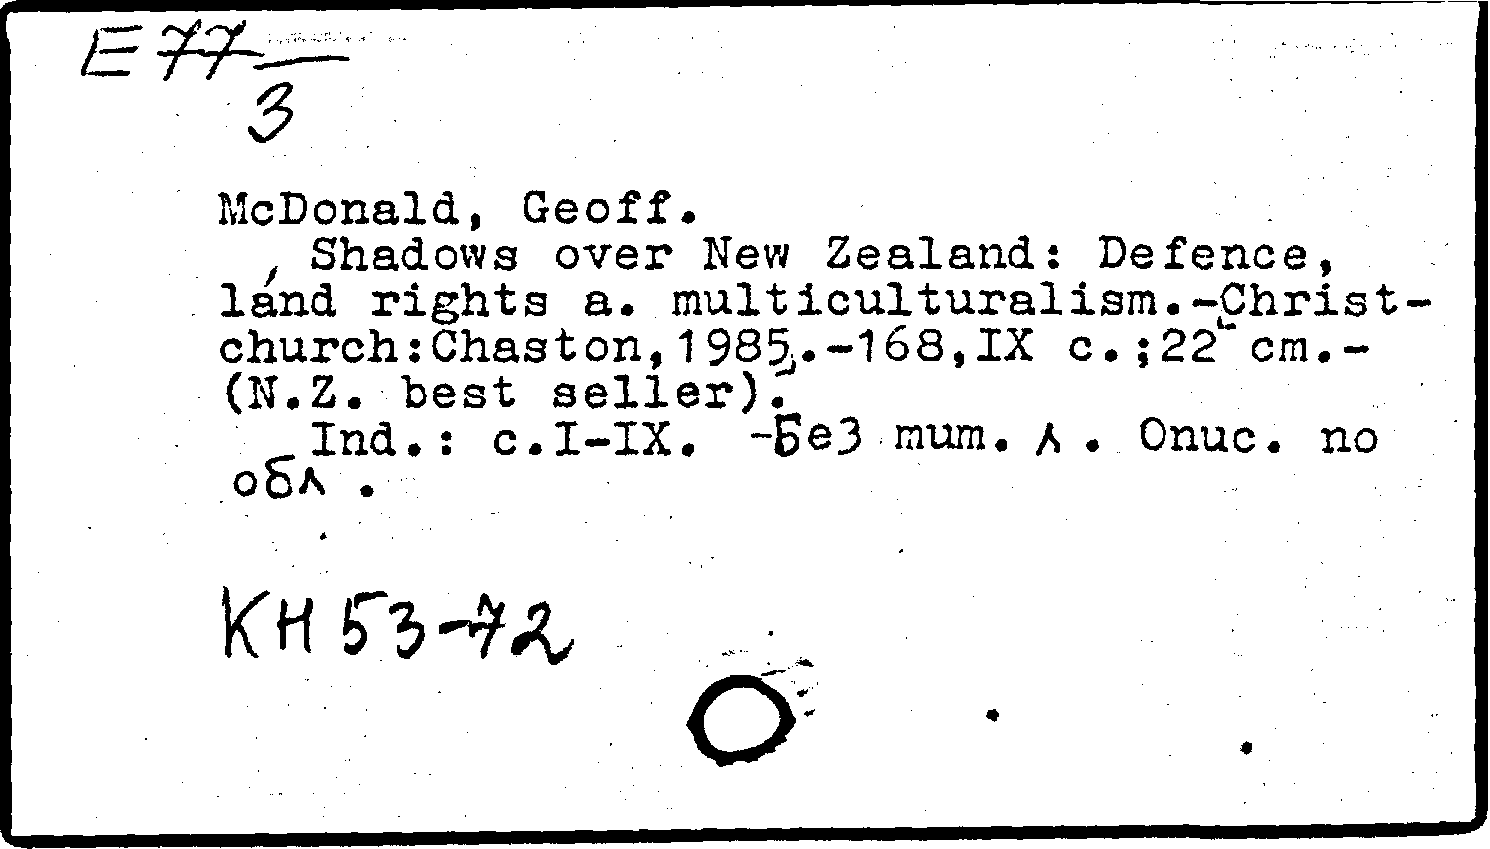 E77
3
McDonald, Geoff.
Shadows over New Zealand: Defence,
land rights a. multiculturalism.-Christ-
church:Chaston,1985.-168,IX c.;22 cm.-
(N.Z. best seller).
Ind.: c.I-IX. -Без тит. л. Опис. по
обл.
КН 53-72